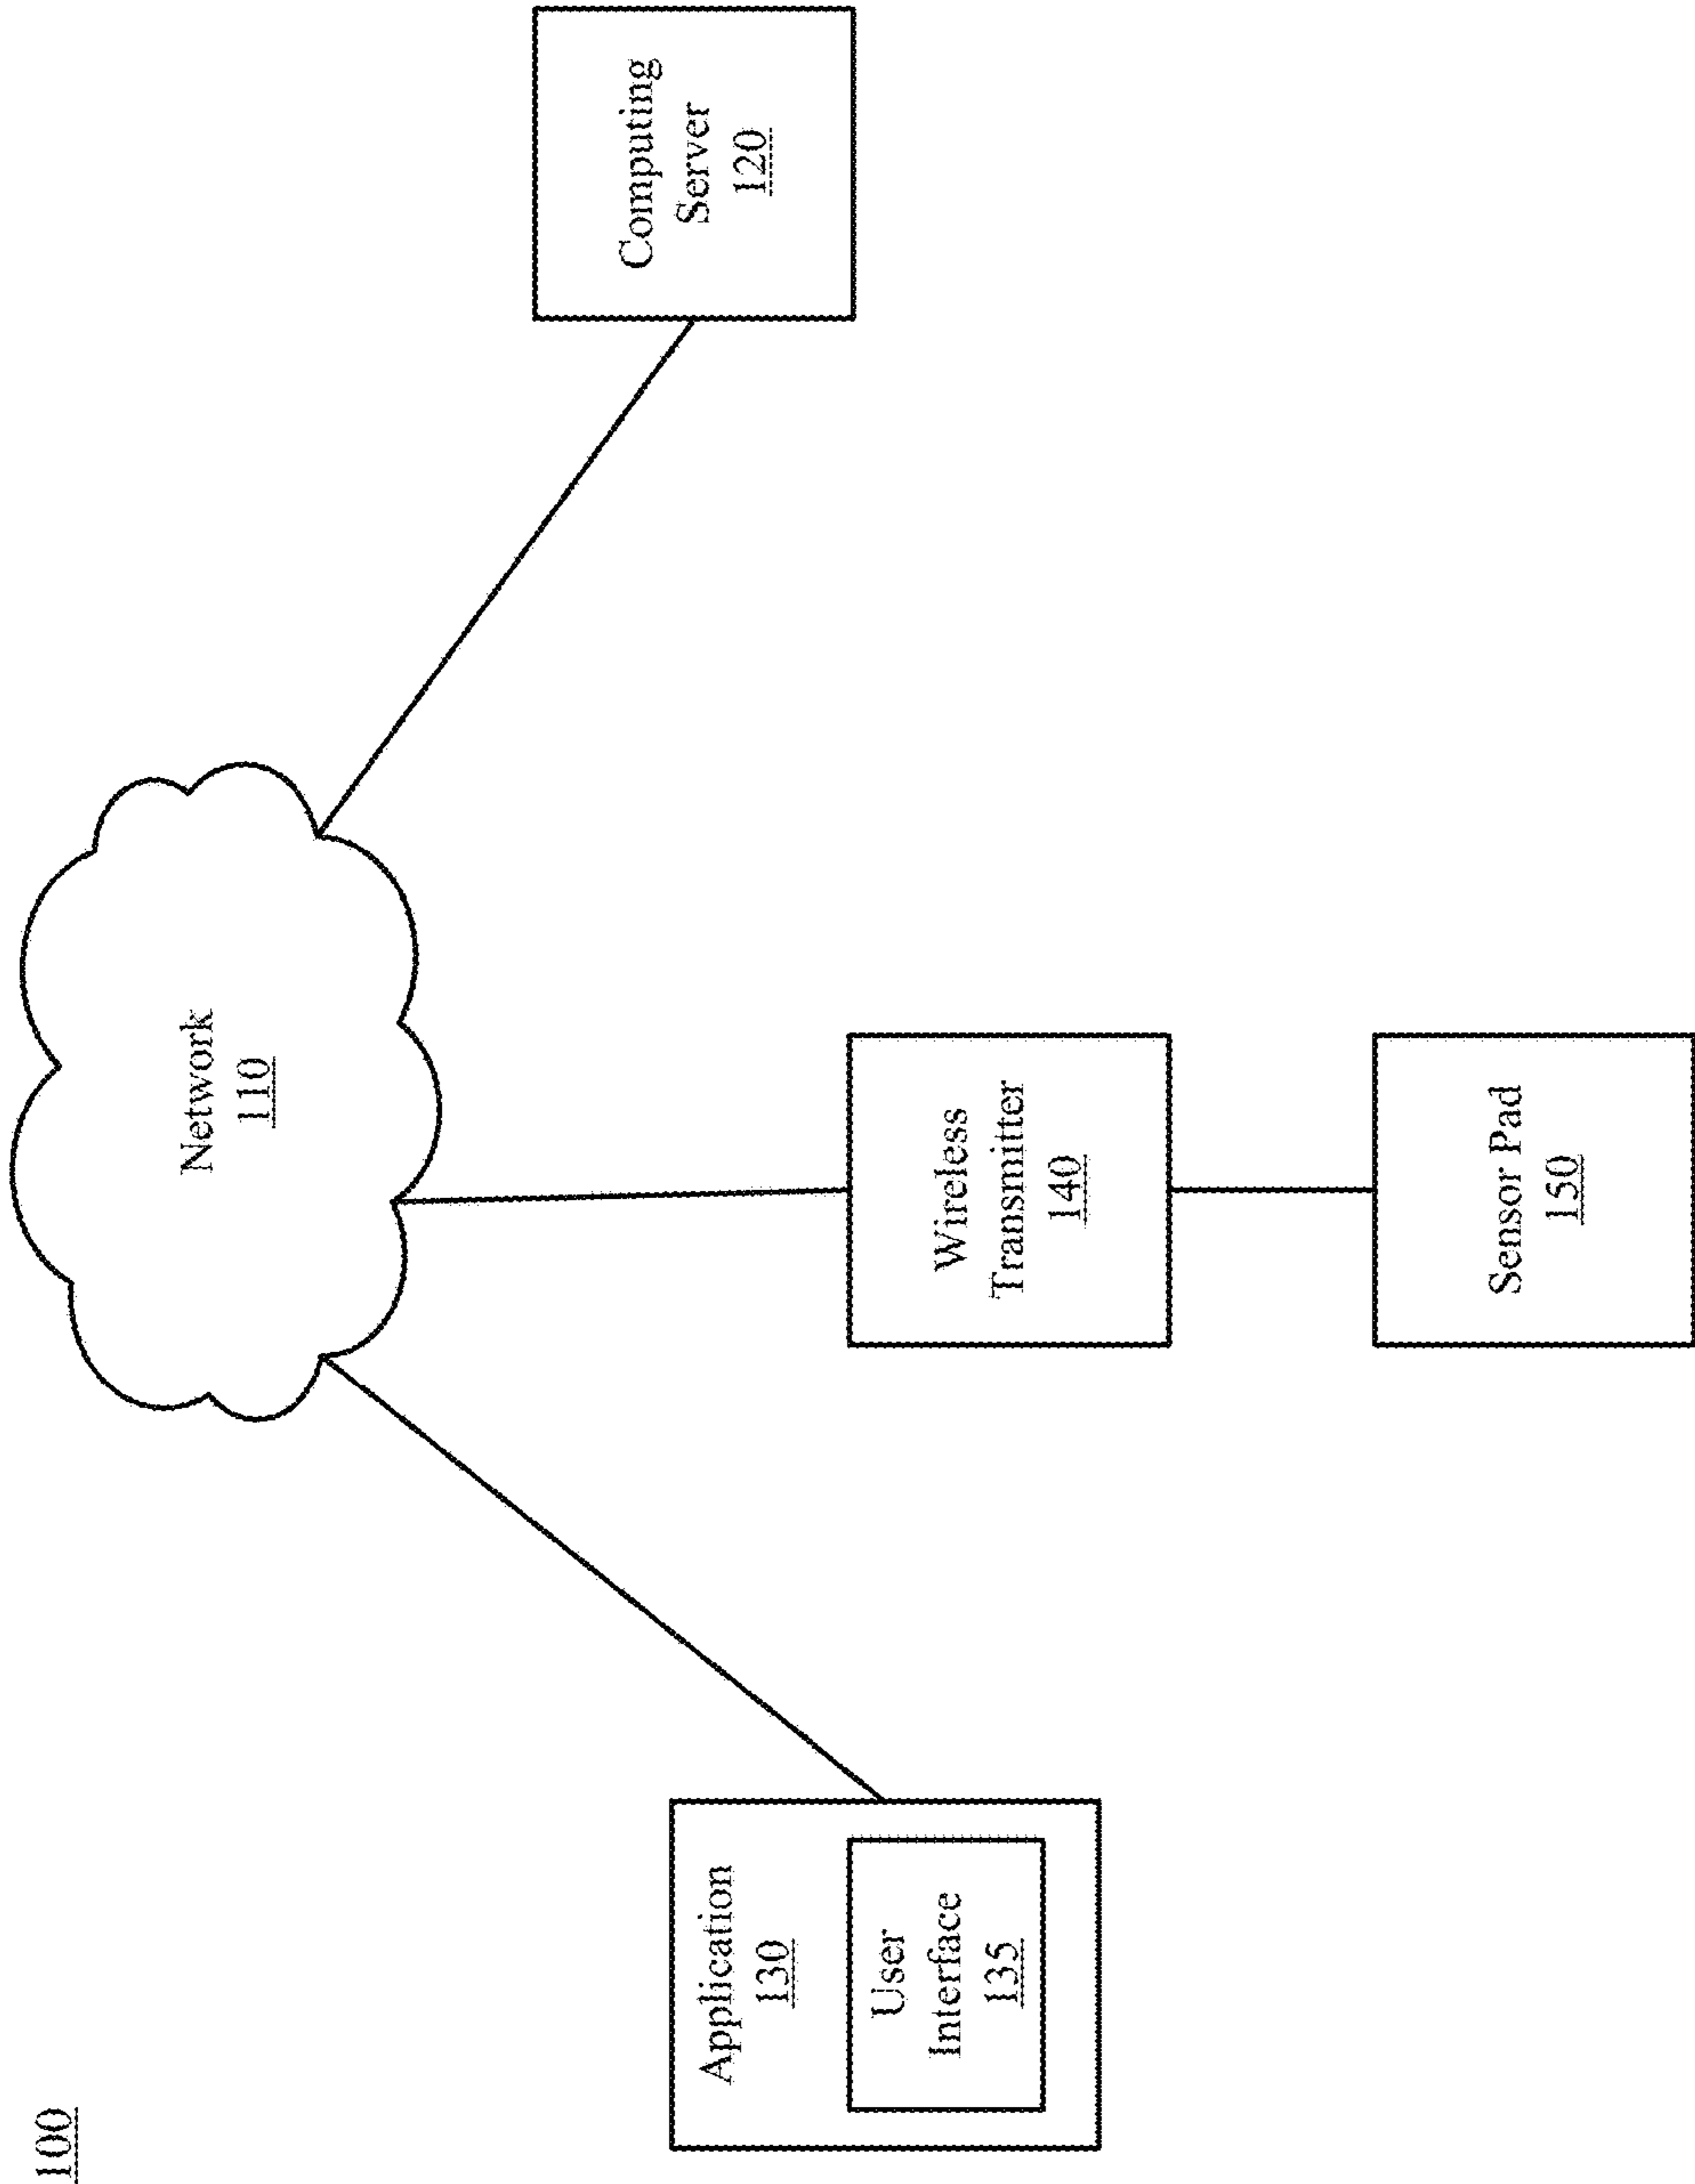 100
Network
110
Computing
Server
120
Application
130
User
Interface
135
Wireless
Transmitter
140
Sensor Pad
150